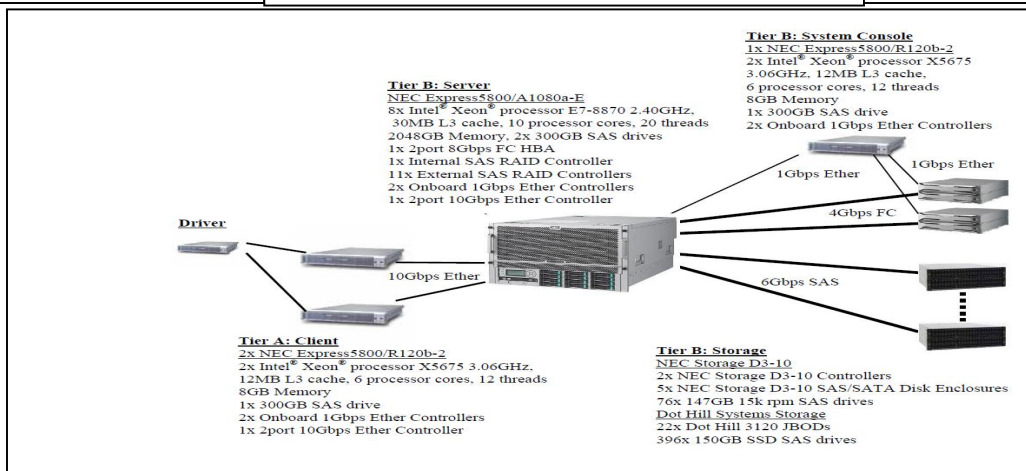 Tier B: System Console
1x NEC Express5800/R120b-2
2x Intel® Xeon® processor X5675
3.06GHz, 12MB L3 cache,
6 processor cores, 12 threads
8GB Memory
1x 300GB SAS drive
2x Onboard 1Gbps Ether Controllers
Tier B: Server
NEC Express5800/A1080a-E
8x Intel® Xeon® processor E7-8870 2.40GHz,
30MB L3 cache, 10 processor cores, 20 threads
2048GB Memory, 2x 300GB SAS drives
1x 2port 8Gbps FC HBA
1x Internal SAS RAID Controller
11x External SAS RAID Controllers
2x Onboard 1Gbps Ether Controllers
1x 2port 10Gbps Ether Controller
1Gbps Ether
1Gbps Ether
4Gbps FC
Driver
10Gbps Ether
6Gbps SAS
Tier A: Client
2x NEC Express5800/R120b-2
2x Intel® Xeon® processor X5675 3.06GHz,
12MB L3 cache, 6 processor cores, 12 threads
8GB Memory
1x 300GB SAS drive
2x Onboard 1Gbps Ether Controllers
1x 2port 10Gbps Ether Controller
Tier B: Storage
NEC Storage D3-10
2x NEC Storage D3-10 Controllers
5x NEC Storage D3-10 SAS/SATA Disk Enclosures
76x 147GB 15k rpm SAS drives
Dot Hill Systems Storage
22x Dot Hill 3120 JBODs
396x 150GB SSD SAS drives